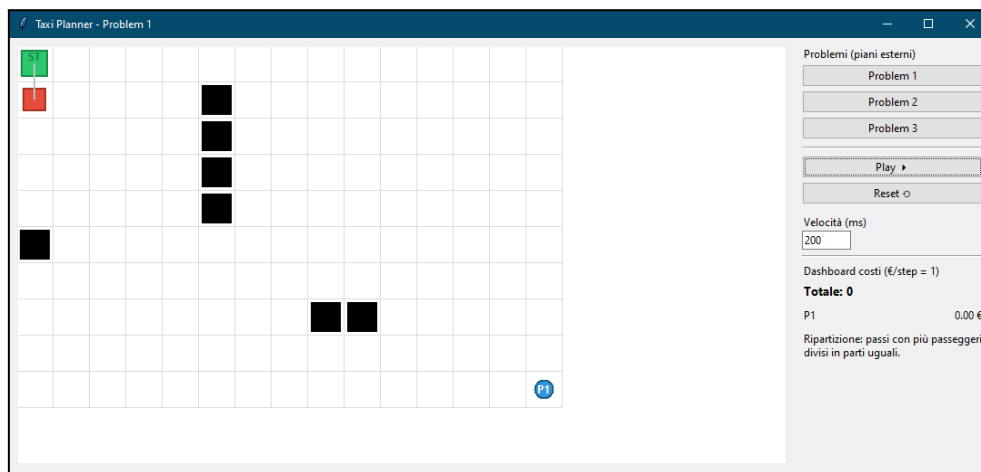 Taxi Planner - Problem 1
ST
P1
Problemi (piani esterni)
Problem 1
Problem 2
Problem 3
Play
Reset
Velocità (ms)
200
Dashboard costi (€/step = 1)
Totale: 0
P1 0.00 €
Ripartizione: passi con più passeggeri
divisi in parti uguali.